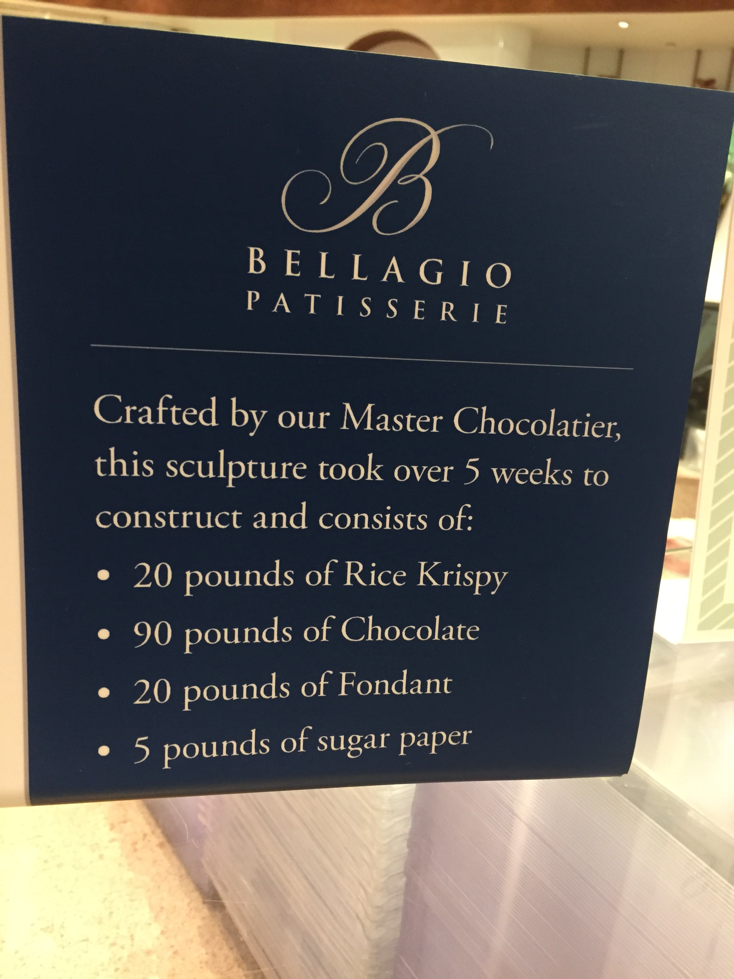 B
BELLAGIO
PATISSERIE
Crafted by our Master Chocolatier,
this sculpture took over 5 weeks to
construct and consists of:
• 20 pounds of Rice Krispy
• 90 pounds of Chocolate
• 20 pounds of Fondant
• 5 pounds of sugar paper